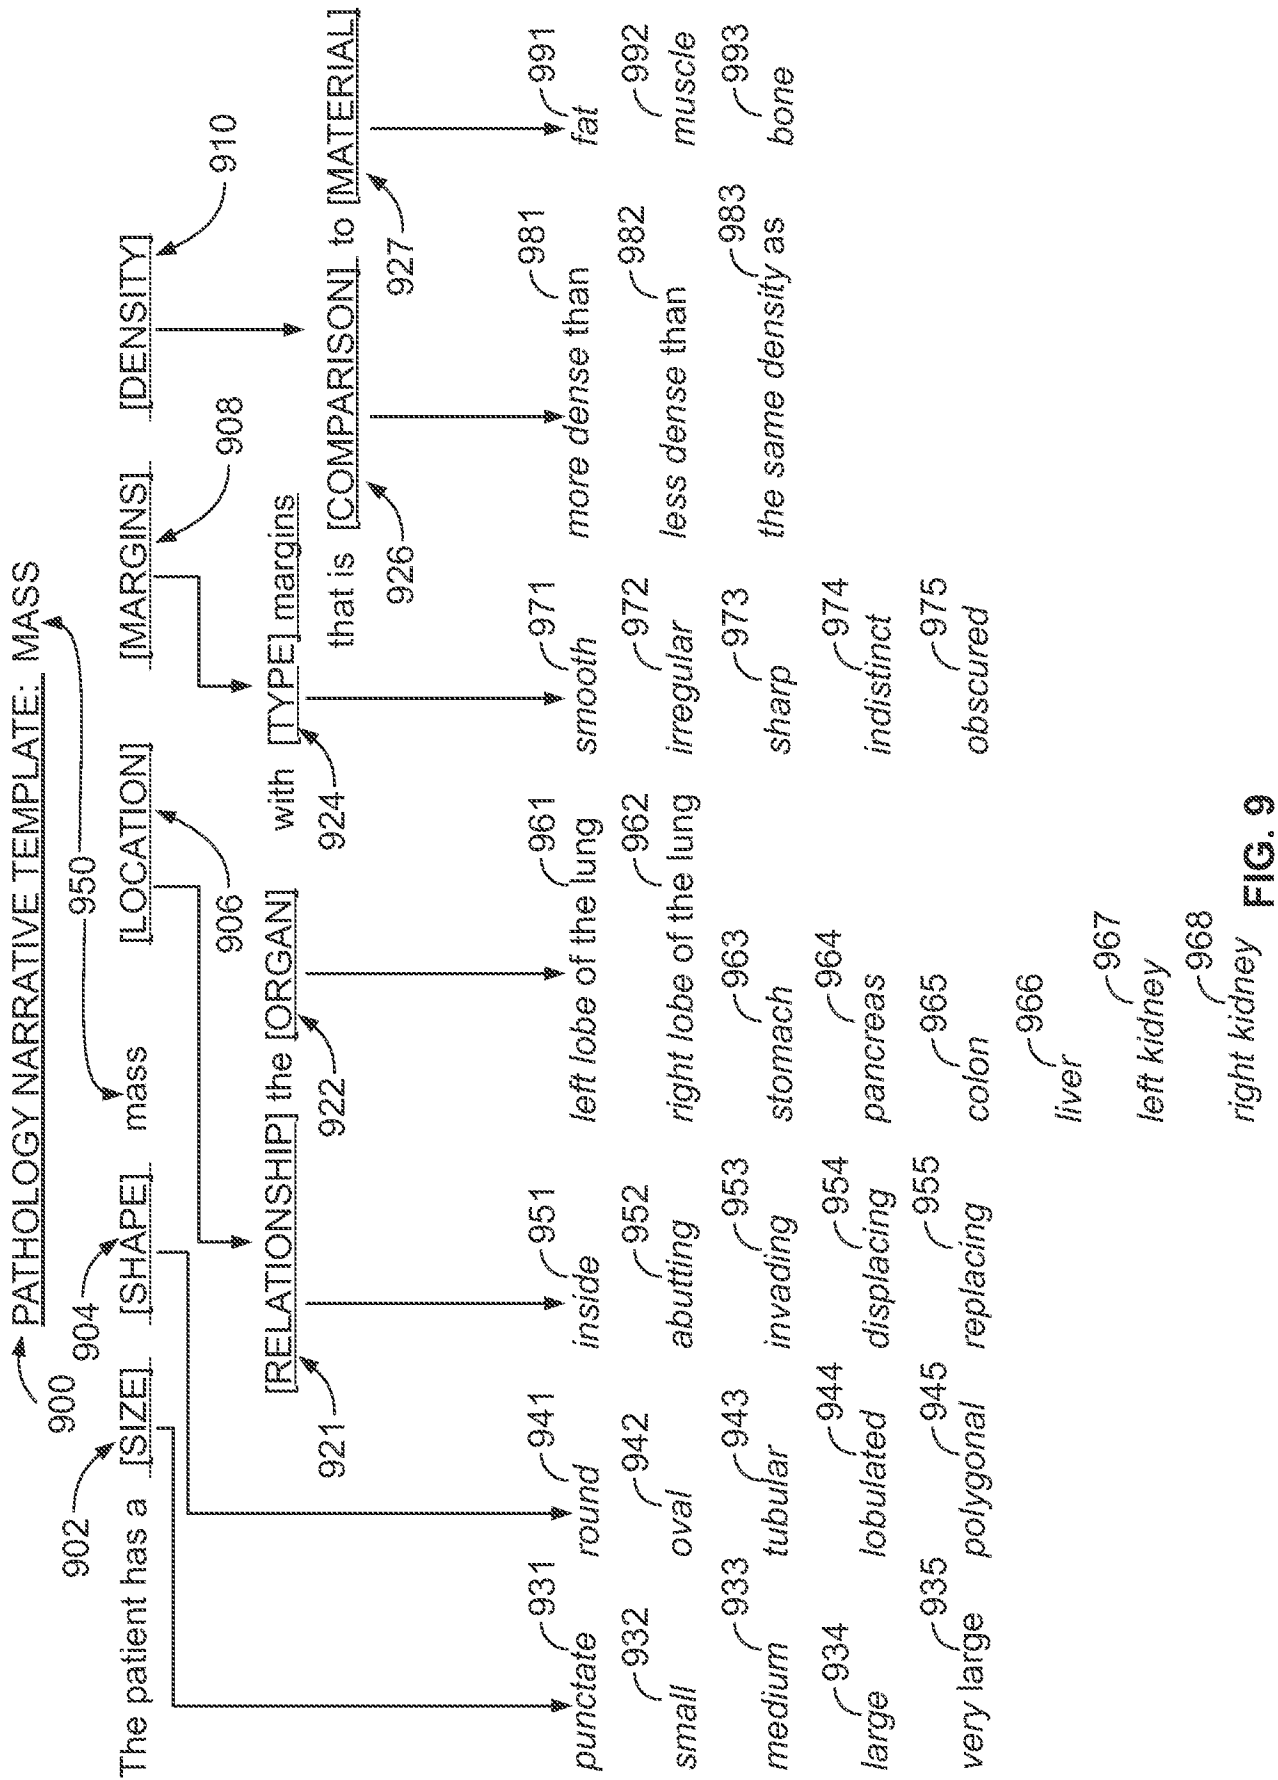 900 PATHOLOGY NARRATIVE TEMPLATE: MASS
902 904 950
The patient has a [SIZE] [SHAPE] mass [LOCATION] [MARGINS] [DENSITY]
906 908 910
[RELATIONSHIP] the [ORGAN] with [TYPE] margins
921 922 924
that is [COMPARISON] to [MATERIAL]
926 927
931 941 951 961 971 981 991
punctate round inside left lobe of the lung smooth more dense than fat
932 942 952 962 972 982 992
small oval abutting right lobe of the lung irregular less dense than muscle
933 943 953 963 973 983 993
medium tubular invading stomach sharp the same density as bone
934 944 954 964 974
large lobulated displacing pancreas indistinct
935 945 955 965 975
very large polygonal replacing colon obscured
966
liver
967
left kidney
968
right kidney
FIG. 9